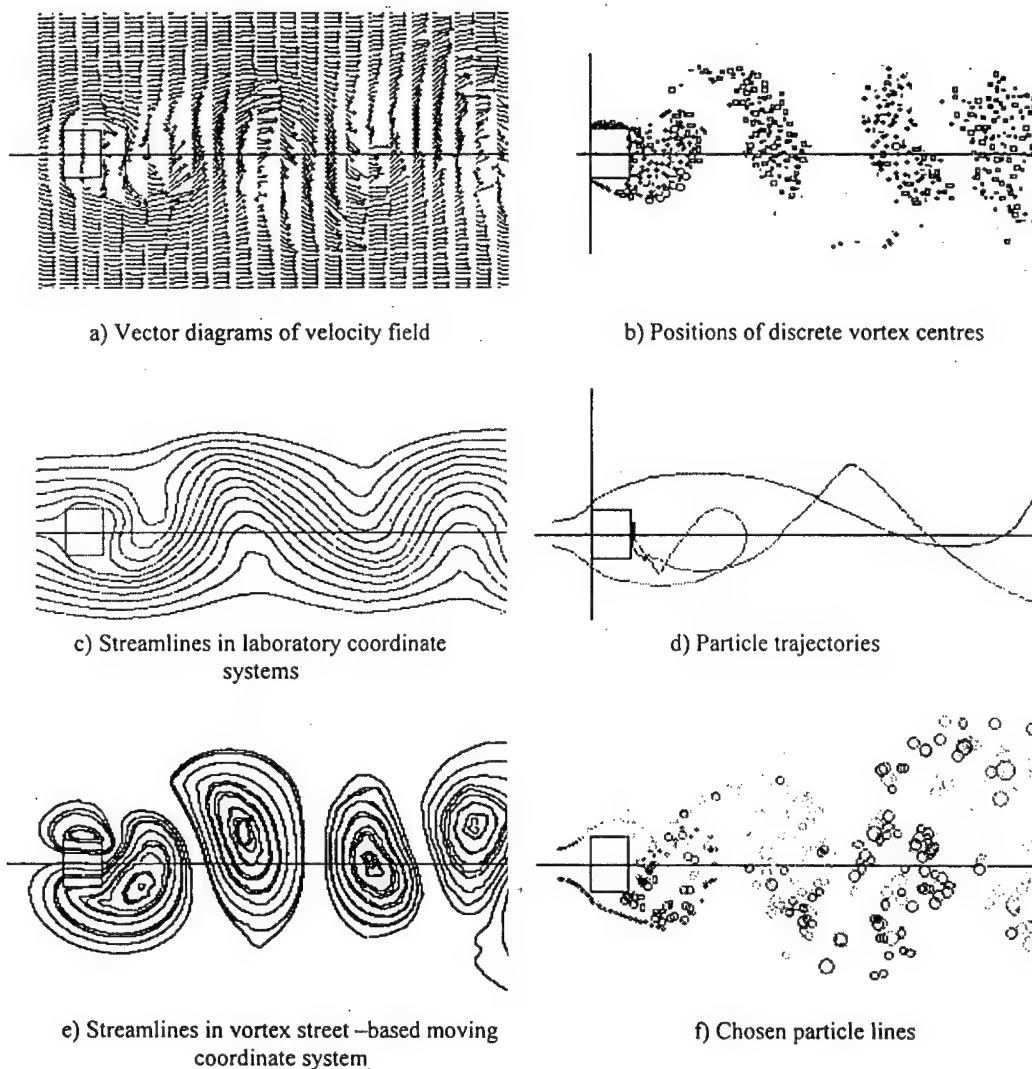 a) Vector diagrams of velocity field
b) Positions of discrete vortex centres
c) Streamlines in laboratory coordinate
systems
d) Particle trajectories
e) Streamlines in vortex street –based moving
coordinate system
f) Chosen particle lines